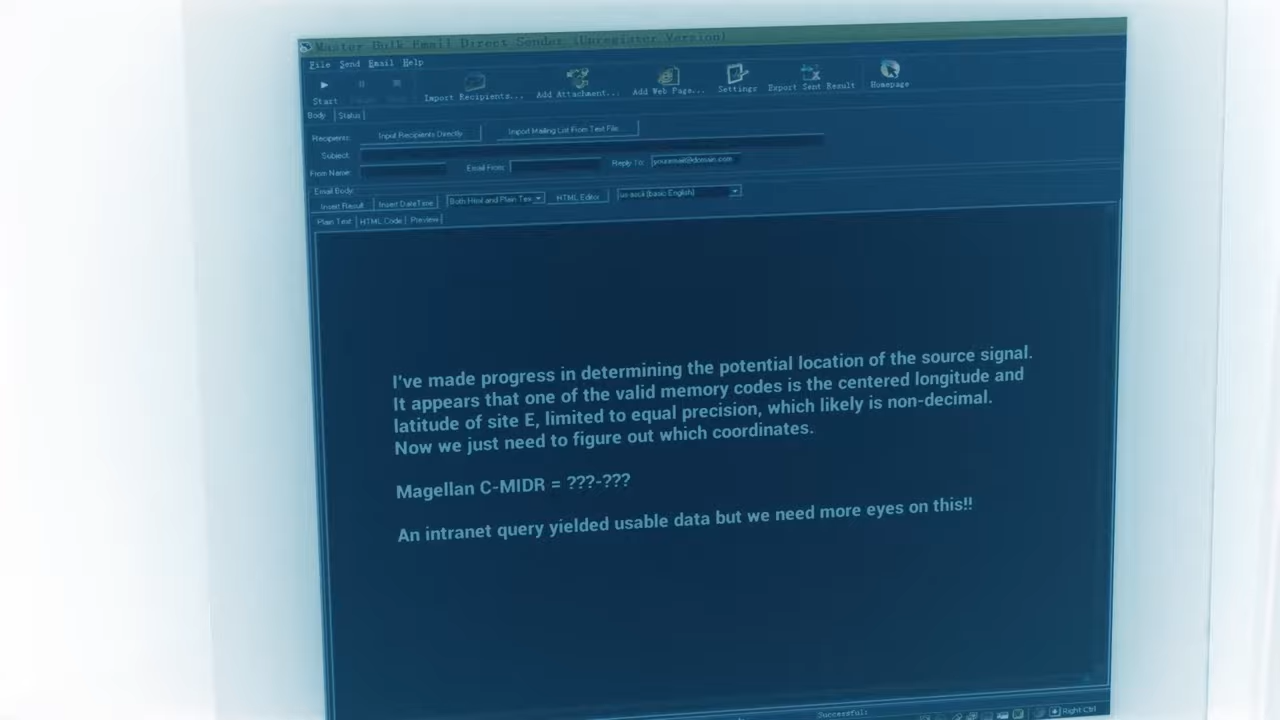 Master Bulk Email Direct Sender (Unregister Version)
File Send Email Help
Start
Import Recipients... Add Attachment... Add Web Page... Settings Export Sent Result Homepage
Body Status
Recipients: Input Recipients Directly Import Mailing List From Text File
Subject:
From Name: Email From: Reply To: youremail@domain.com
Email Body:
Insert Result Insert DateTime Both Html and Plain Tex HTML Editor us-ascii (basic English)
Plain Text HTML Code Preview
I've made progress in determining the potential location of the source signal.
It appears that one of the valid memory codes is the centered longitude and
latitude of site E, limited to equal precision, which likely is non-decimal.
Now we just need to figure out which coordinates.
Magellan C-MIDR = ???-???
An intranet query yielded usable data but we need more eyes on this!!
Successful:
Right Ctrl